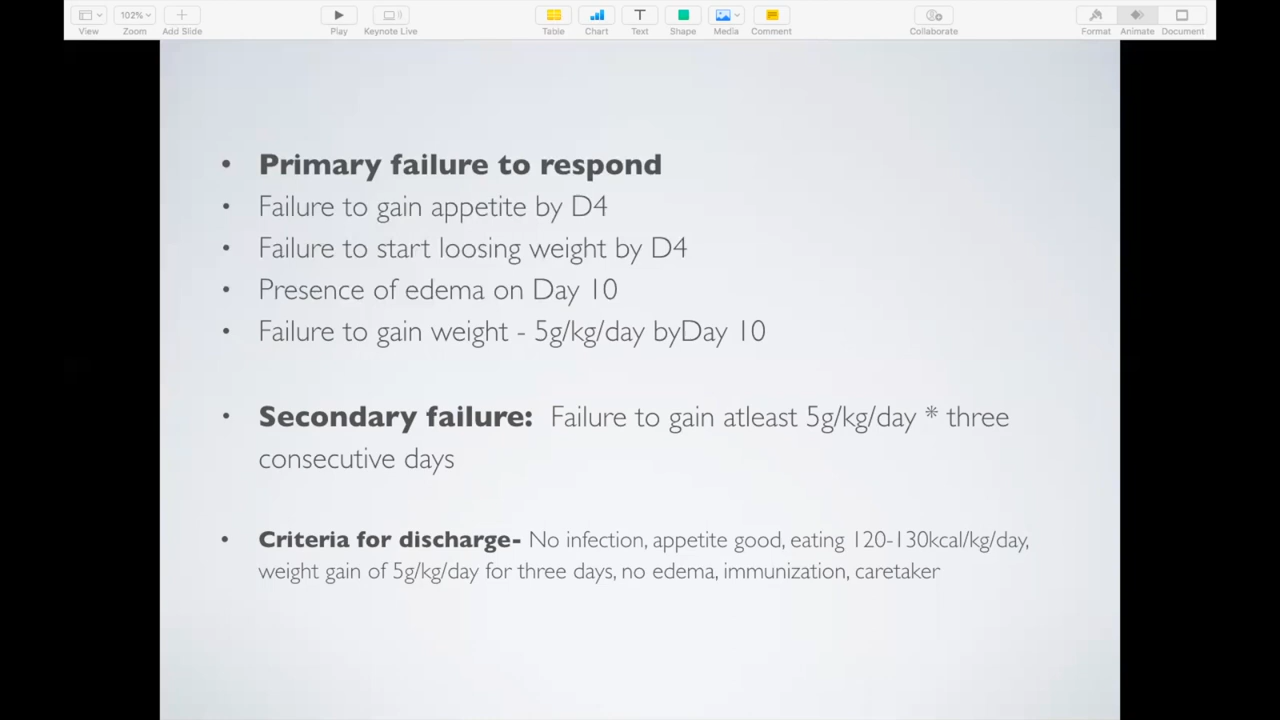 View
102%
Zoom
Add Slide
Play
Keynote Live
Table
Chart
T
Text
Shape
Media
Comment
Collaborate
Format
Animate
Document
• Primary failure to respond
• Failure to gain appetite by D4
• Failure to start loosing weight by D4
• Presence of edema on Day 10
• Failure to gain weight - 5g/kg/day byDay 10
• Secondary failure: Failure to gain atleast 5g/kg/day * three
consecutive days
• Criteria for discharge- No infection, appetite good, eating 120-130kcal/kg/day,
weight gain of 5g/kg/day for three days, no edema, immunization, caretaker